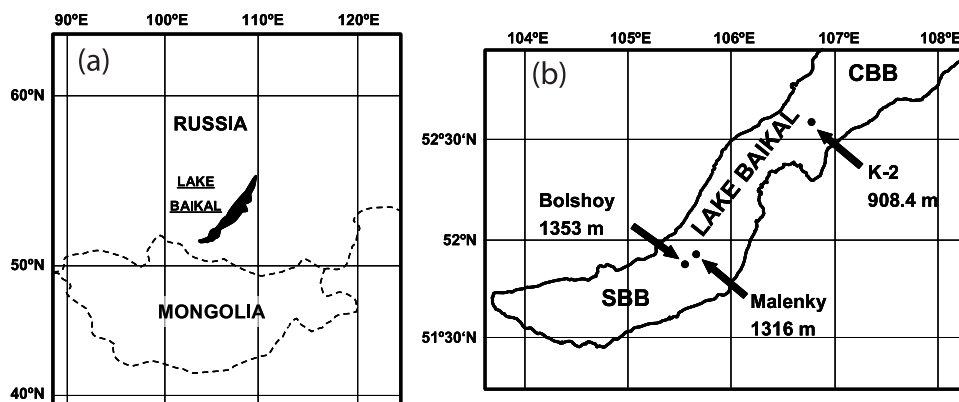 90ºE 100ºE 110ºE 120ºE
(a)
60ºN
RUSSIA
LAKE
BAIKAL
50ºN
MONGOLIA
40ºN
104ºE 105ºE 106ºE 107ºE 108ºE
(b)
CBB
52º30‘N
LAKE BAIKAL
K-2
908.4 m
Bolshoy
1353 m
52ºN
SBB
Malenky
1316 m
51º30‘N